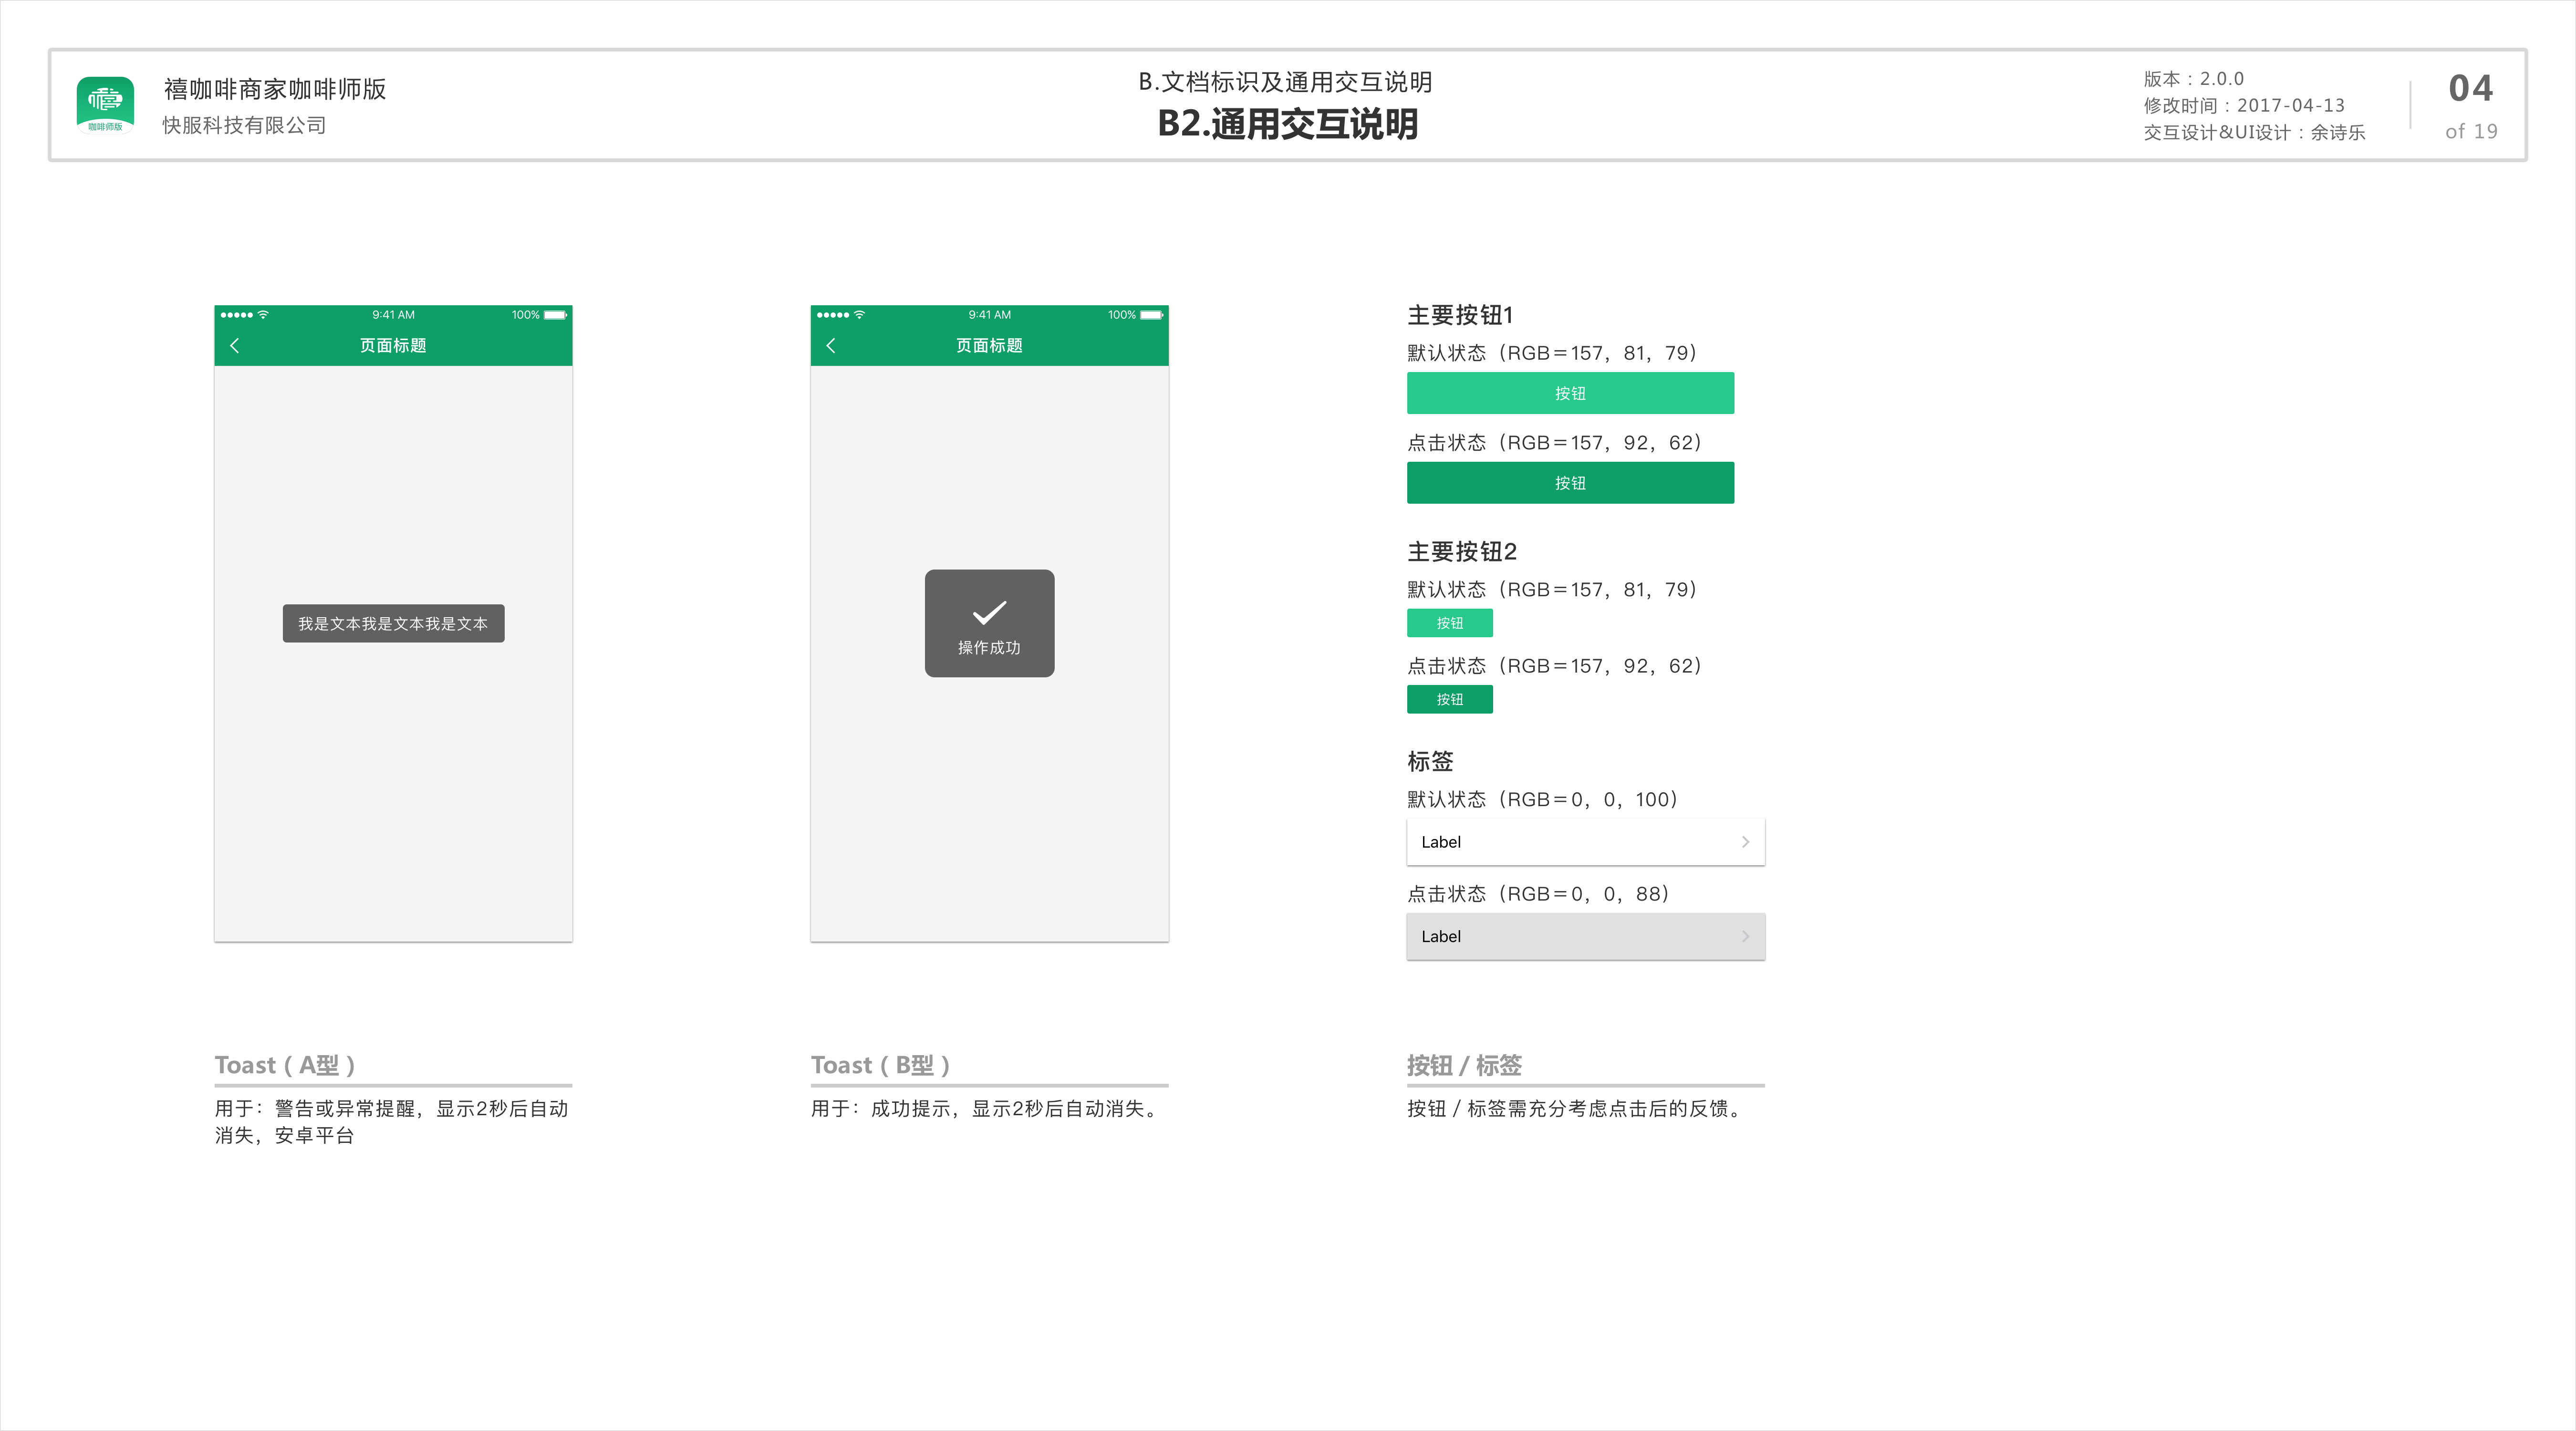 禧
咖啡师版
禧咖啡商家咖啡师版
快服科技有限公司
B.文档标识及通用交互说明
B2.通用交互说明
版本：2.0.0
修改时间：2017-04-13
交互设计&UI设计：余诗乐
04
of 19
9:41 AM
100%
页面标题
我是文本我是文本我是文本
Toast（A型）
用于：警告或异常提醒，显示2秒后自动
消失，安卓平台
9:41 AM
100%
页面标题
操作成功
Toast（B型）
用于：成功提示，显示2秒后自动消失。
主要按钮1
默认状态（RGB＝157，81，79）
按钮
点击状态（RGB＝157，92，62）
按钮
主要按钮2
默认状态（RGB＝157，81，79）
按钮
点击状态（RGB＝157，92，62）
按钮
标签
默认状态（RGB＝0，0，100）
Label
点击状态（RGB＝0，0，88）
Label
按钮 / 标签
按钮 / 标签需充分考虑点击后的反馈。